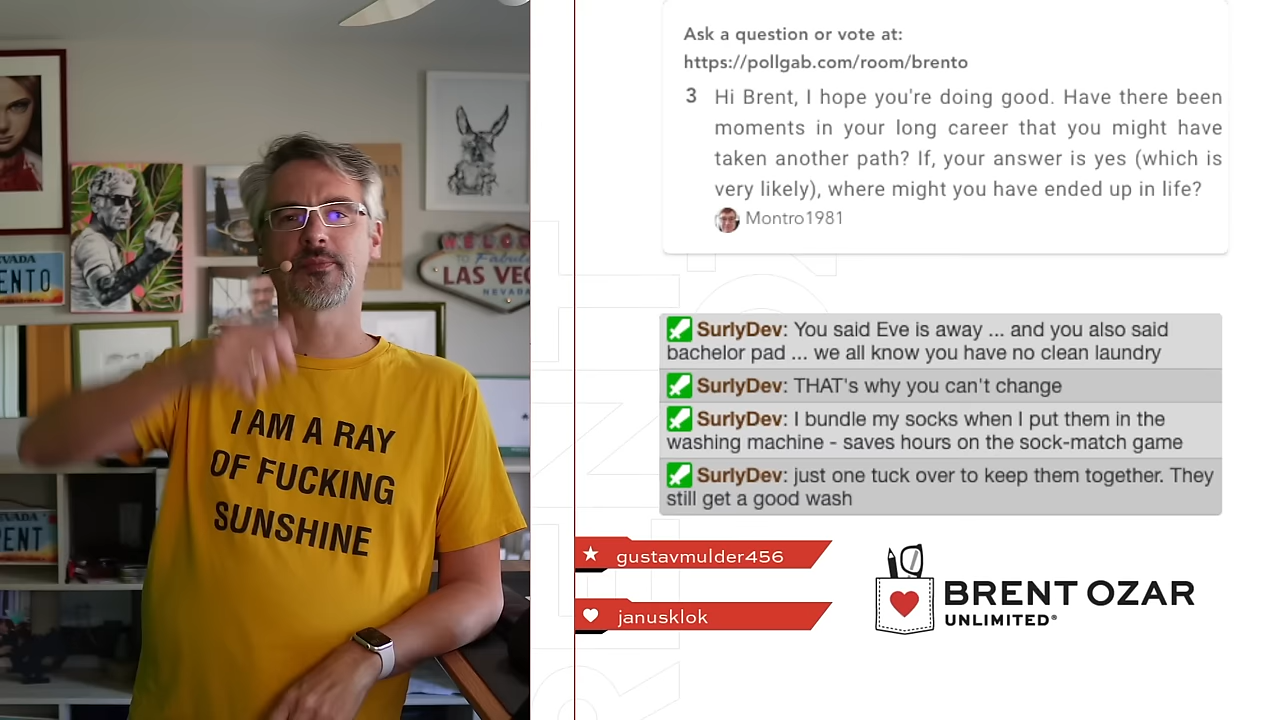 EVADA
ENTO
WELCO
TO Fabulo
LAS VEG
NEVADA
I AM A RAY
OF FUCKING
SUNSHINE
EVADA
ENT
Ask a question or vote at:
https://pollgab.com/room/brento
3 Hi Brent, I hope you're doing good. Have there been
moments in your long career that you might have
taken another path? If, your answer is yes (which is
very likely), where might you have ended up in life?
Montro1981
SurlyDev: You said Eve is away ... and you also said
bachelor pad ... we all know you have no clean laundry
SurlyDev: THAT's why you can't change
SurlyDev: I bundle my socks when I put them in the
washing machine - saves hours on the sock-match game
SurlyDev: just one tuck over to keep them together. They
still get a good wash
gustavmulder456
janusklok
BRENT OZAR
UNLIMITED®